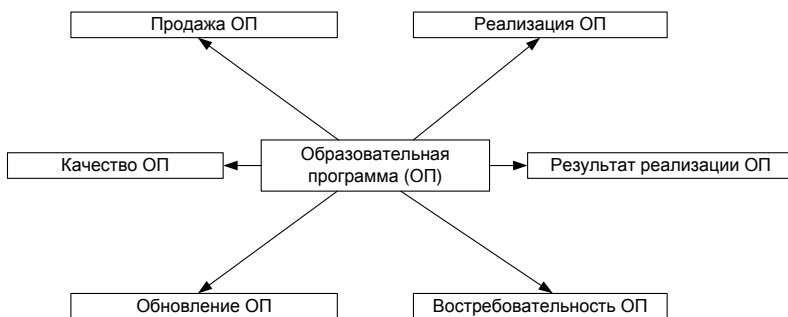 Продажа ОП
Реализация ОП
Качество ОП
Образовательная
программа (ОП)
Результат реализации ОП
Обновление ОП
Востребовательность ОП